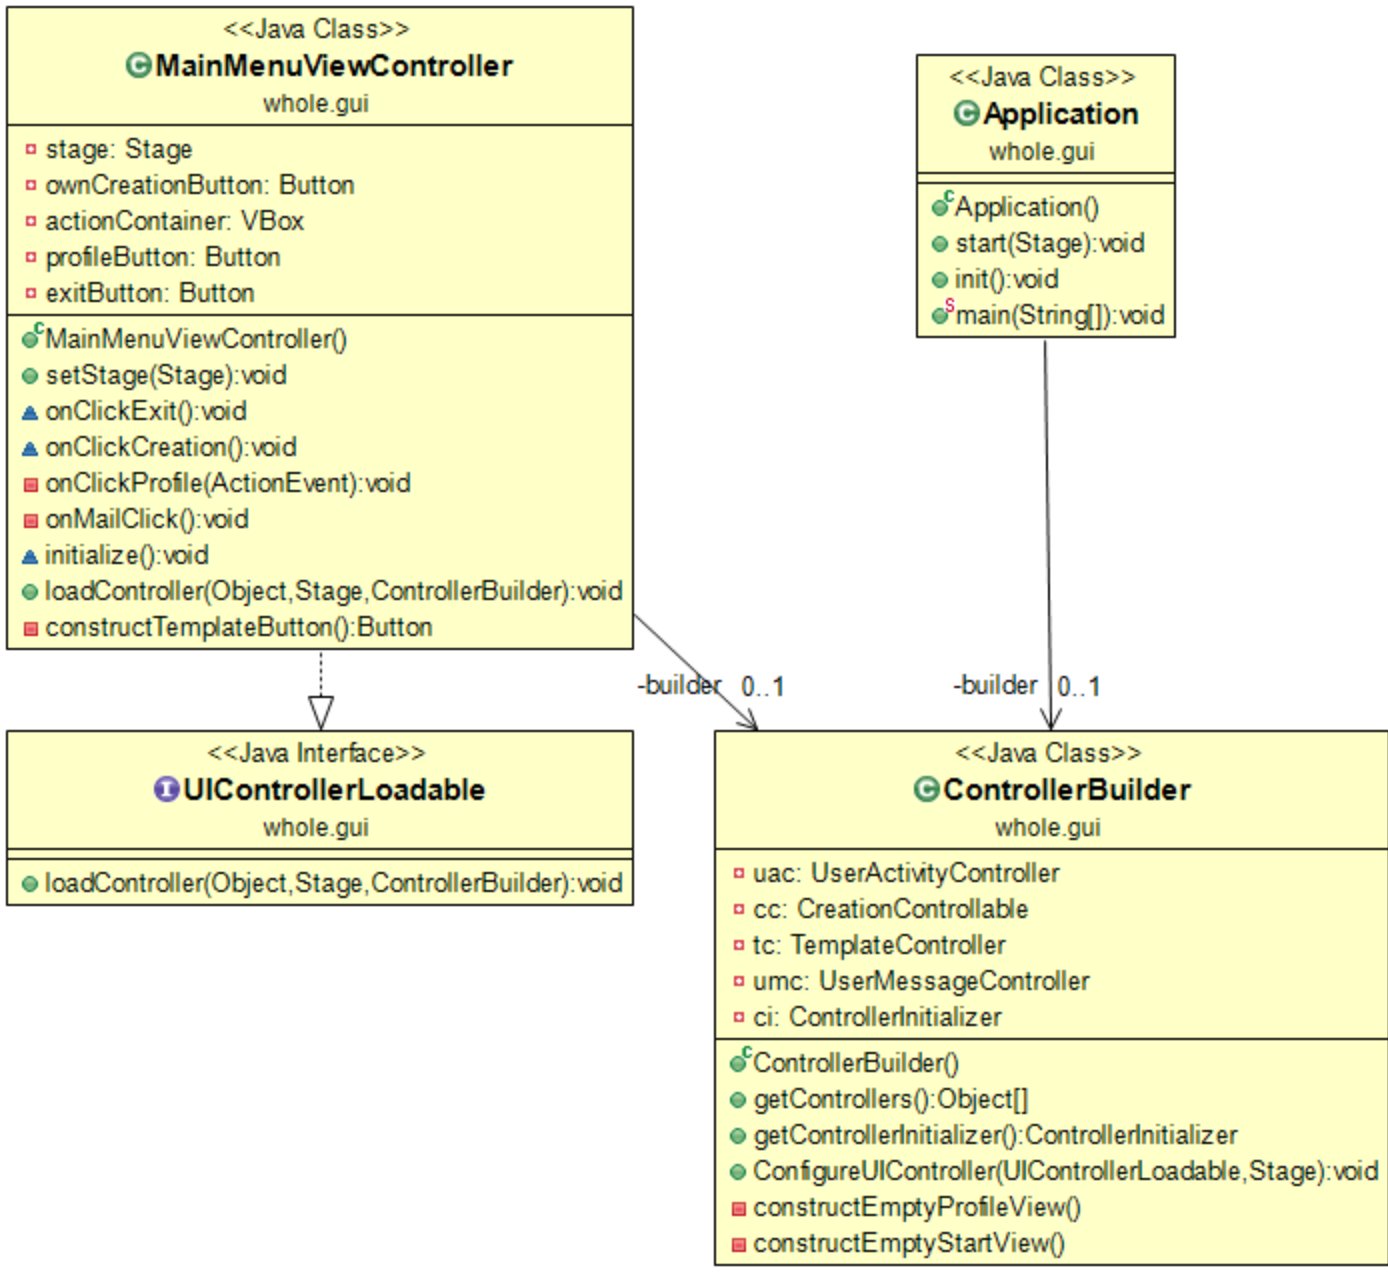 <<Java Class>>
MainMenuViewController
whole.gui
stage: Stage
ownCreationButton: Button
actionContainer: VBox
profileButton: Button
exitButton: Button
MainMenuViewController()
setStage(Stage):void
onClickExit():void
onClickCreation():void
onClickProfile(ActionEvent):void
onMailClick():void
initialize():void
loadController(Object,Stage,ControllerBuilder):void
constructTemplateButton():Button
<<Java Class>>
Application
whole.gui
Application()
start(Stage):void
init():void
main(String[]):void
-builder 0..1
-builder 0..1
<<Java Interface>>
UIControllerLoadable
whole.gui
loadController(Object,Stage,ControllerBuilder):void
<<Java Class>>
ControllerBuilder
whole.gui
uac: UserActivityController
cc: CreationControllable
tc: TemplateController
umc: UserMessageController
ci: ControllerInitializer
ControllerBuilder()
getControllers():Object[]
getControllerInitializer():ControllerInitializer
ConfigureUIController(UIControllerLoadable,Stage):void
constructEmptyProfileView()
constructEmptyStartView()